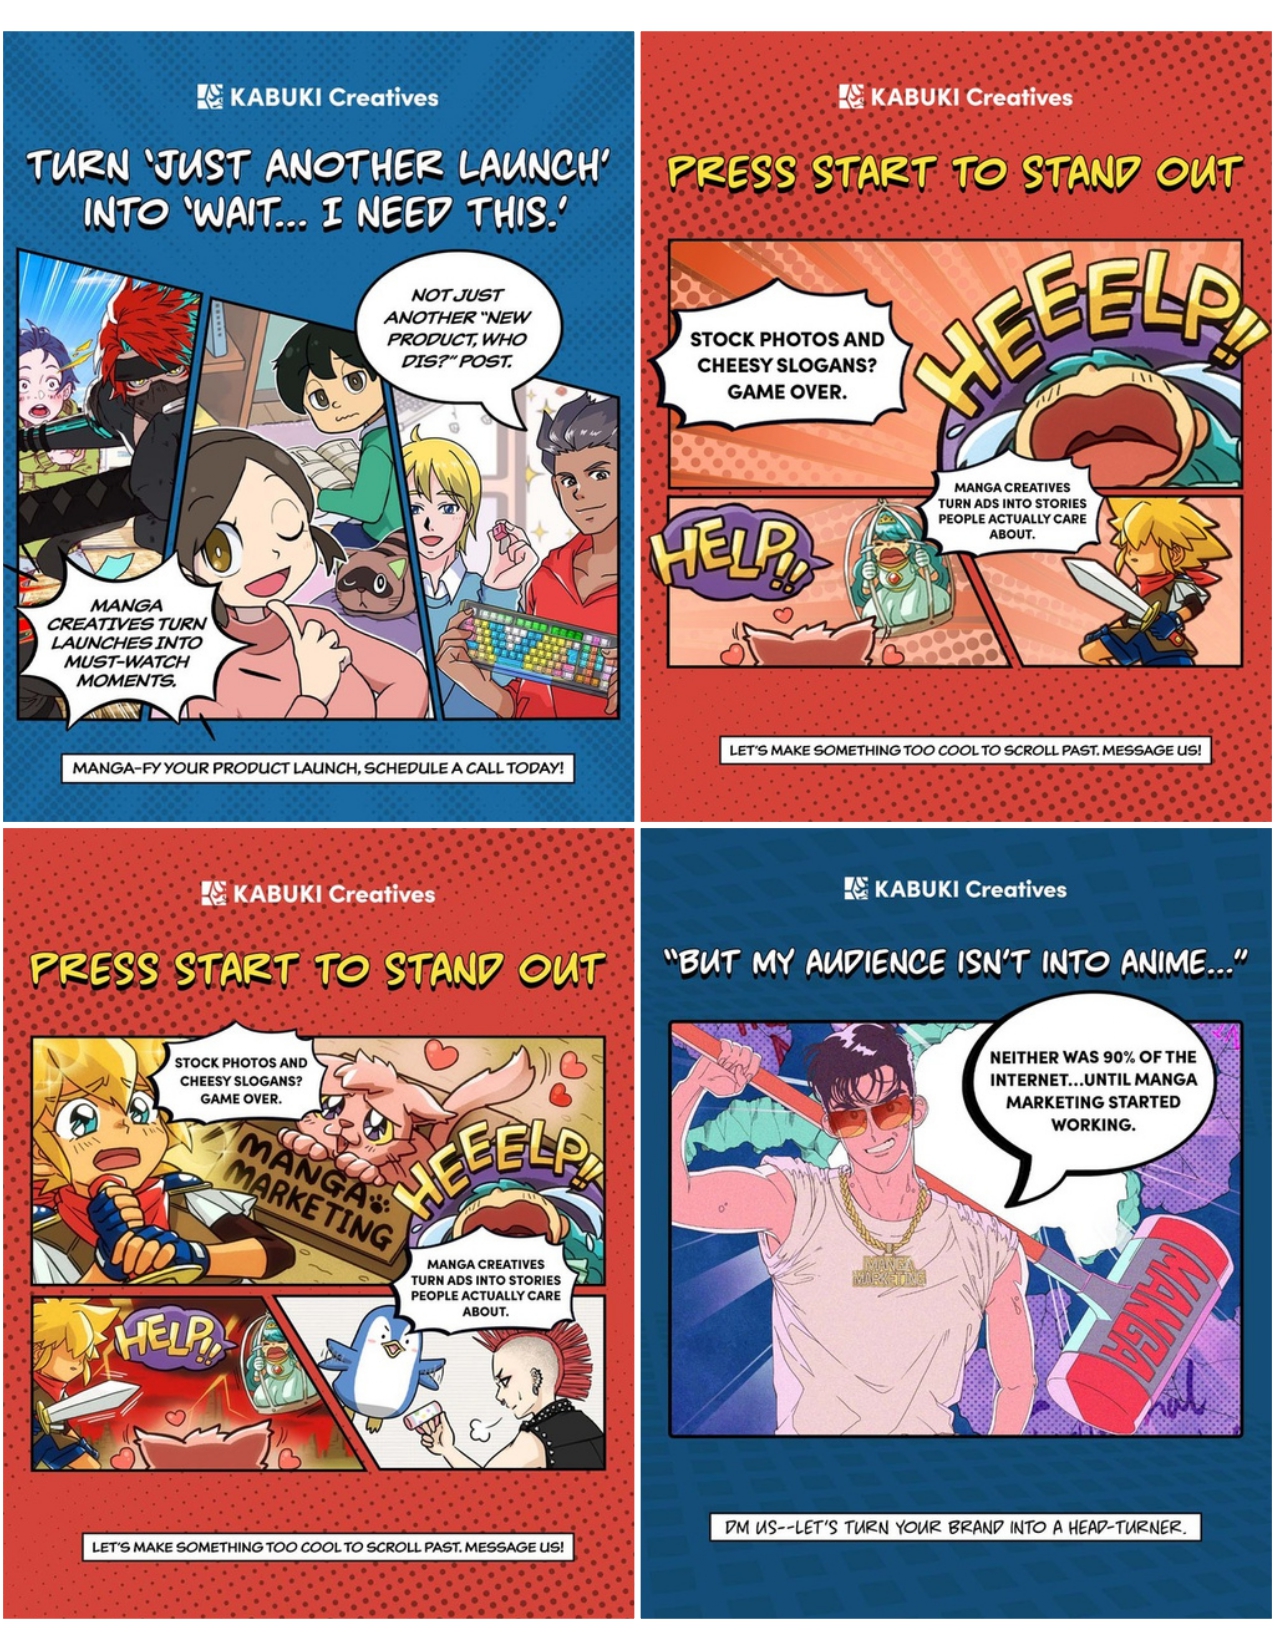 KABUKI Creatives
TURN 'JUST ANOTHER LAUNCH'
INTO 'WAIT... I NEED THIS.'
NOT JUST
ANOTHER "NEW
PRODUCT, WHO
DIS?" POST.
MANGA
CREATIVES TURN
LAUNCHES INTO
MUST-WATCH
MOMENTS.
MANGA-FY YOUR PRODUCT LAUNCH, SCHEDULE A CALL TODAY!
KABUKI Creatives
PRESS START TO STAND OUT
STOCK PHOTOS AND
CHEESY SLOGANS?
GAME OVER.
HEEELP!!
MANGA CREATIVES
TURN ADS INTO STORIES
PEOPLE ACTUALLY CARE
ABOUT.
HELP!!
LET'S MAKE SOMETHING TOO COOL TO SCROLL PAST. MESSAGE US!
KABUKI Creatives
PRESS START TO STAND OUT
STOCK PHOTOS AND
CHEESY SLOGANS?
GAME OVER.
MANGA
MARKETING
HEEELP!!
MANGA CREATIVES
TURN ADS INTO STORIES
PEOPLE ACTUALLY CARE
ABOUT.
HELP!!
LET'S MAKE SOMETHING TOO COOL TO SCROLL PAST. MESSAGE US!
KABUKI Creatives
"BUT MY AUDIENCE ISN'T INTO ANIME..."
NEITHER WAS 90% OF THE
INTERNET...UNTIL MANGA
MARKETING STARTED
WORKING.
MANGA
MARKETING
MANGA
DM US--LET'S TURN YOUR BRAND INTO A HEAD-TURNER.